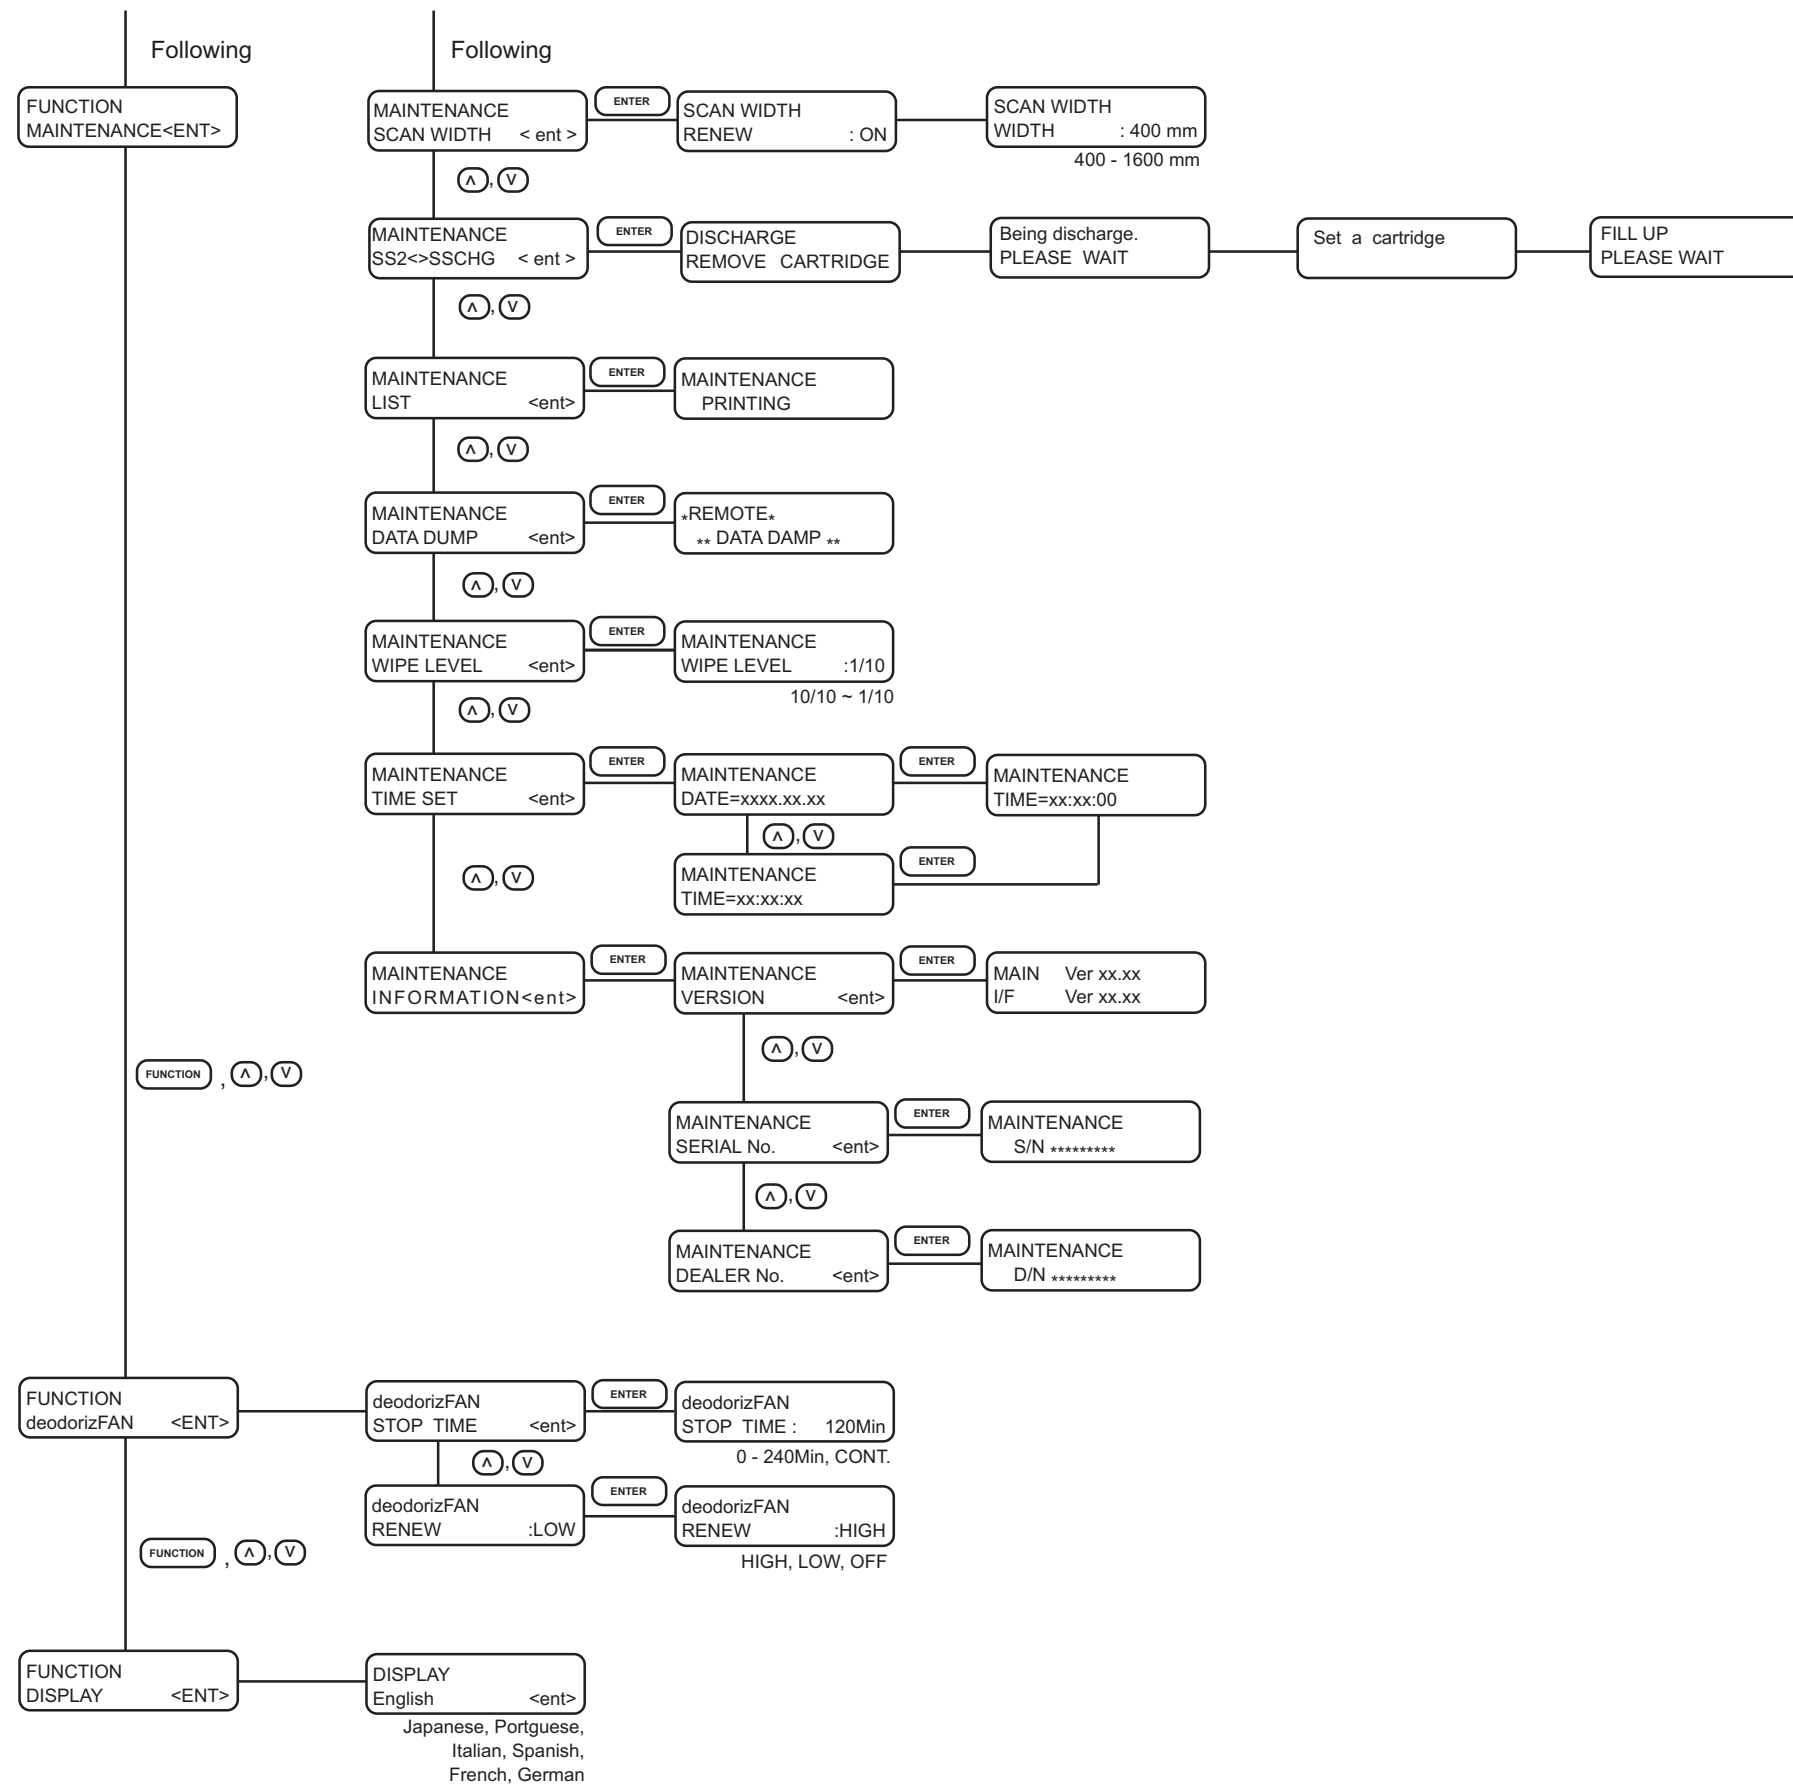 Following
Following
FUNCTION
MAINTENANCE<ENT>
MAINTENANCE
SCAN WIDTH < ent >
ENTER
SCAN WIDTH
RENEW : ON
SCAN WIDTH
WIDTH : 400 mm
400 - 1600 mm
∧, ∨
MAINTENANCE
SS2<>SSCHG < ent >
ENTER
DISCHARGE
REMOVE CARTRIDGE
Being discharge.
PLEASE WAIT
Set a cartridge
FILL UP
PLEASE WAIT
∧, ∨
MAINTENANCE
LIST <ent>
ENTER
MAINTENANCE
PRINTING
∧, ∨
MAINTENANCE
DATA DUMP <ent>
ENTER
*REMOTE*
** DATA DAMP **
∧, ∨
MAINTENANCE
WIPE LEVEL <ent>
ENTER
MAINTENANCE
WIPE LEVEL :1/10
10/10 ~ 1/10
∧, ∨
MAINTENANCE
TIME SET <ent>
ENTER
MAINTENANCE
DATE=xxxx.xx.xx
ENTER
MAINTENANCE
TIME=xx:xx:00
∧, ∨
MAINTENANCE
TIME=xx:xx:xx
ENTER
∧, ∨
MAINTENANCE
INFORMATION<ent>
ENTER
MAINTENANCE
VERSION <ent>
ENTER
MAIN Ver xx.xx
I/F Ver xx.xx
∧, ∨
FUNCTION , ∧, ∨
MAINTENANCE
SERIAL No. <ent>
ENTER
MAINTENANCE
S/N *********
∧, ∨
MAINTENANCE
DEALER No. <ent>
ENTER
MAINTENANCE
D/N *********
FUNCTION
deodorizFAN <ENT>
deodorizFAN
STOP TIME <ent>
ENTER
deodorizFAN
STOP TIME : 120Min
0 - 240Min, CONT.
∧, ∨
deodorizFAN
RENEW :LOW
ENTER
deodorizFAN
RENEW :HIGH
HIGH, LOW, OFF
FUNCTION , ∧, ∨
FUNCTION
DISPLAY <ENT>
DISPLAY
English <ent>
Japanese, Portguese,
Italian, Spanish,
French, German